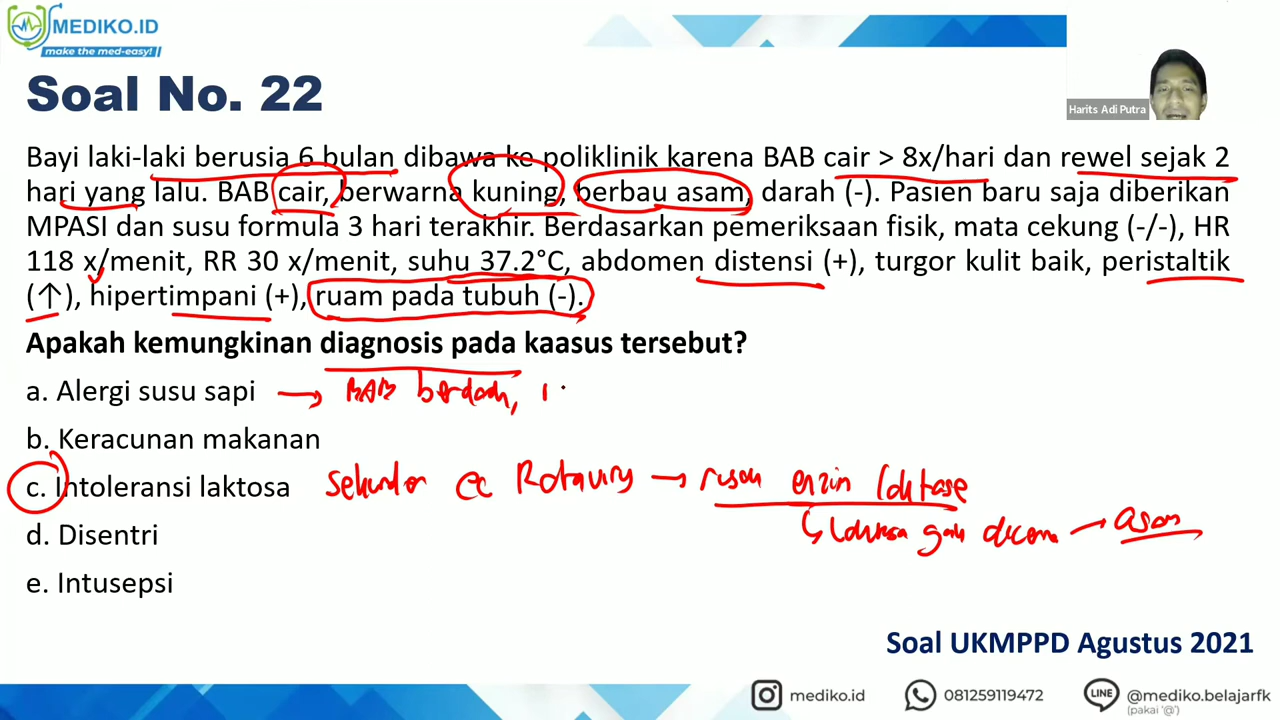 MEDIKO.ID
make the med-easy!
Soal No. 22
Harits Adi Putra
Bayi laki-laki berusia 6 bulan dibawa ke poliklinik karena BAB cair > 8x/hari dan rewel sejak 2
hari yang lalu. BAB cair, berwarna kuning, berbau asam, darah (-). Pasien baru saja diberikan
MPASI dan susu formula 3 hari terakhir. Berdasarkan pemeriksaan fisik, mata cekung (-/-), HR
118 x/menit, RR 30 x/menit, suhu 37.2°C, abdomen distensi (+), turgor kulit baik, peristaltik
(↑), hipertimpani (+), ruam pada tubuh (-).
Apakah kemungkinan diagnosis pada kaasus tersebut?
a. Alergi susu sapi → BAB berdarah,
b. Keracunan makanan
c. Intoleransi laktosa sekunder ec Rotavirus → rusak enzim laktase
↳ laktosa gak dicerna → asam
d. Disentri
e. Intusepsi
Soal UKMPPD Agustus 2021
mediko.id
081259119472
LINE
@mediko.belajarfk
(pakai '@')